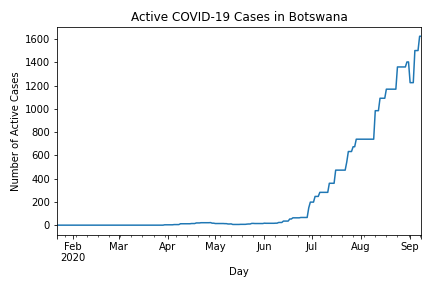 Active COVID-19 Cases in Botswana
Number of Active Cases
1600
1400
1200
1000
800
600
400
200
0
Feb Mar Apr May Jun Jul Aug Sep
2020
Day